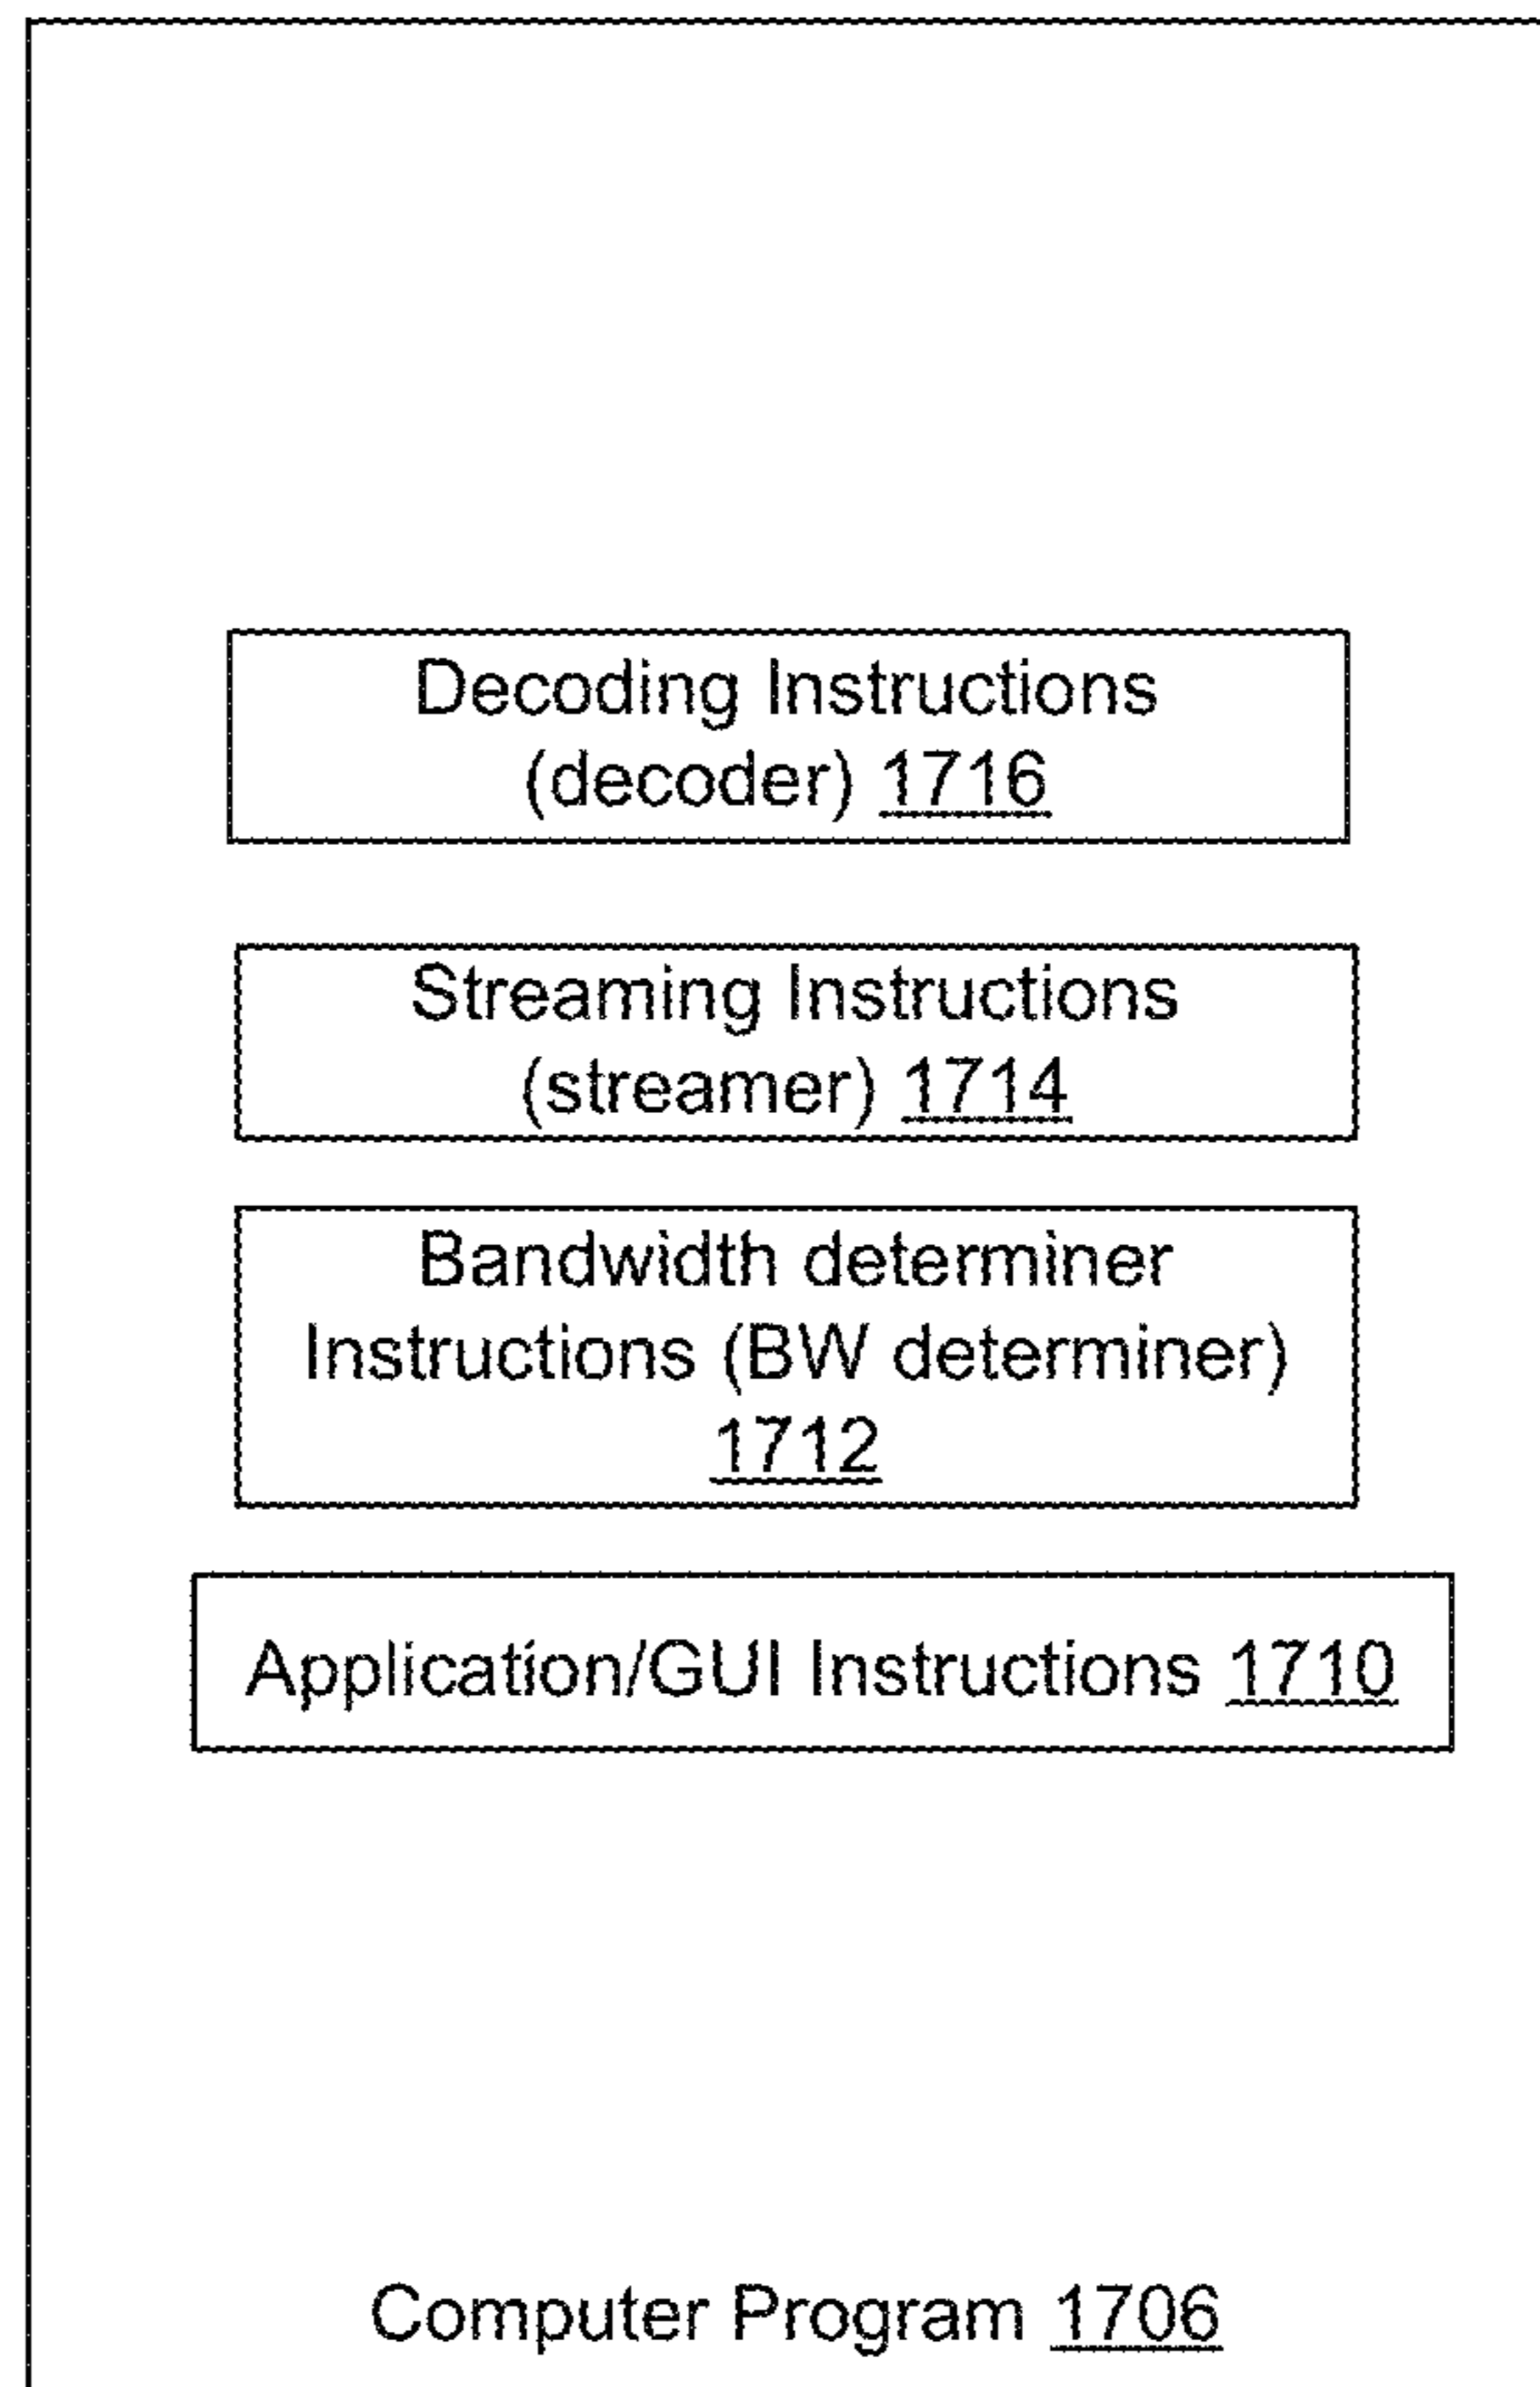 Decoding Instructions
(decoder) 1716
Streaming Instructions
(streamer) 1714
Bandwidth determiner
Instructions (BW determiner)
1712
Application/GUI Instructions 1710
Computer Program 1706